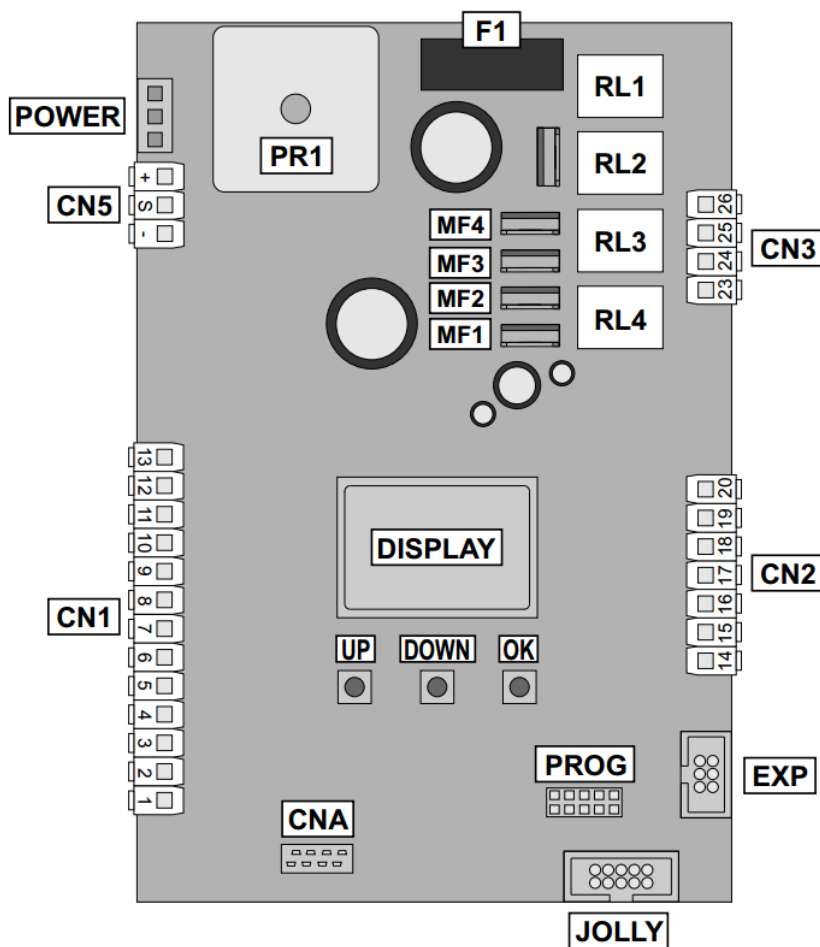 F1
POWER
PR1
RL1
RL2
CN5
+
S
-
MF4
MF3
MF2
MF1
RL3
RL4
26
25
24
23
CN3
13
12
11
10
9
8
7
6
5
4
3
2
1
CN1
DISPLAY
UP
DOWN
OK
20
19
18
17
16
15
14
CN2
PROG
EXP
CNA
JOLLY